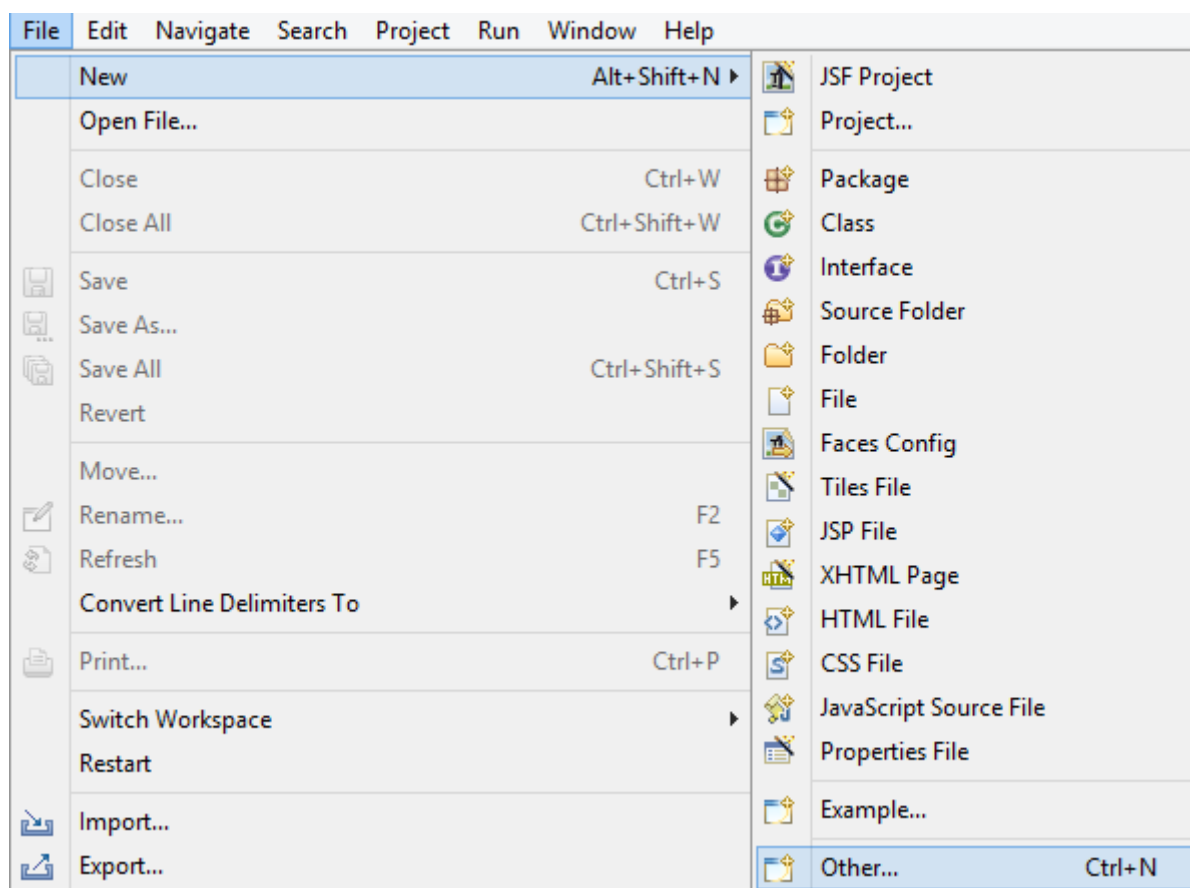 File Edit Navigate Search Project Run Window Help
New Alt+Shift+N
Open File...
Close Ctrl+W
Close All Ctrl+Shift+W
Save Ctrl+S
Save As...
Save All Ctrl+Shift+S
Revert
Move...
Rename... F2
Refresh F5
Convert Line Delimiters To
Print... Ctrl+P
Switch Workspace
Restart
Import...
Export...
JSF Project
Project...
Package
Class
Interface
Source Folder
Folder
File
Faces Config
Tiles File
JSP File
XHTML Page
HTML File
CSS File
JavaScript Source File
Properties File
Example...
Other... Ctrl+N